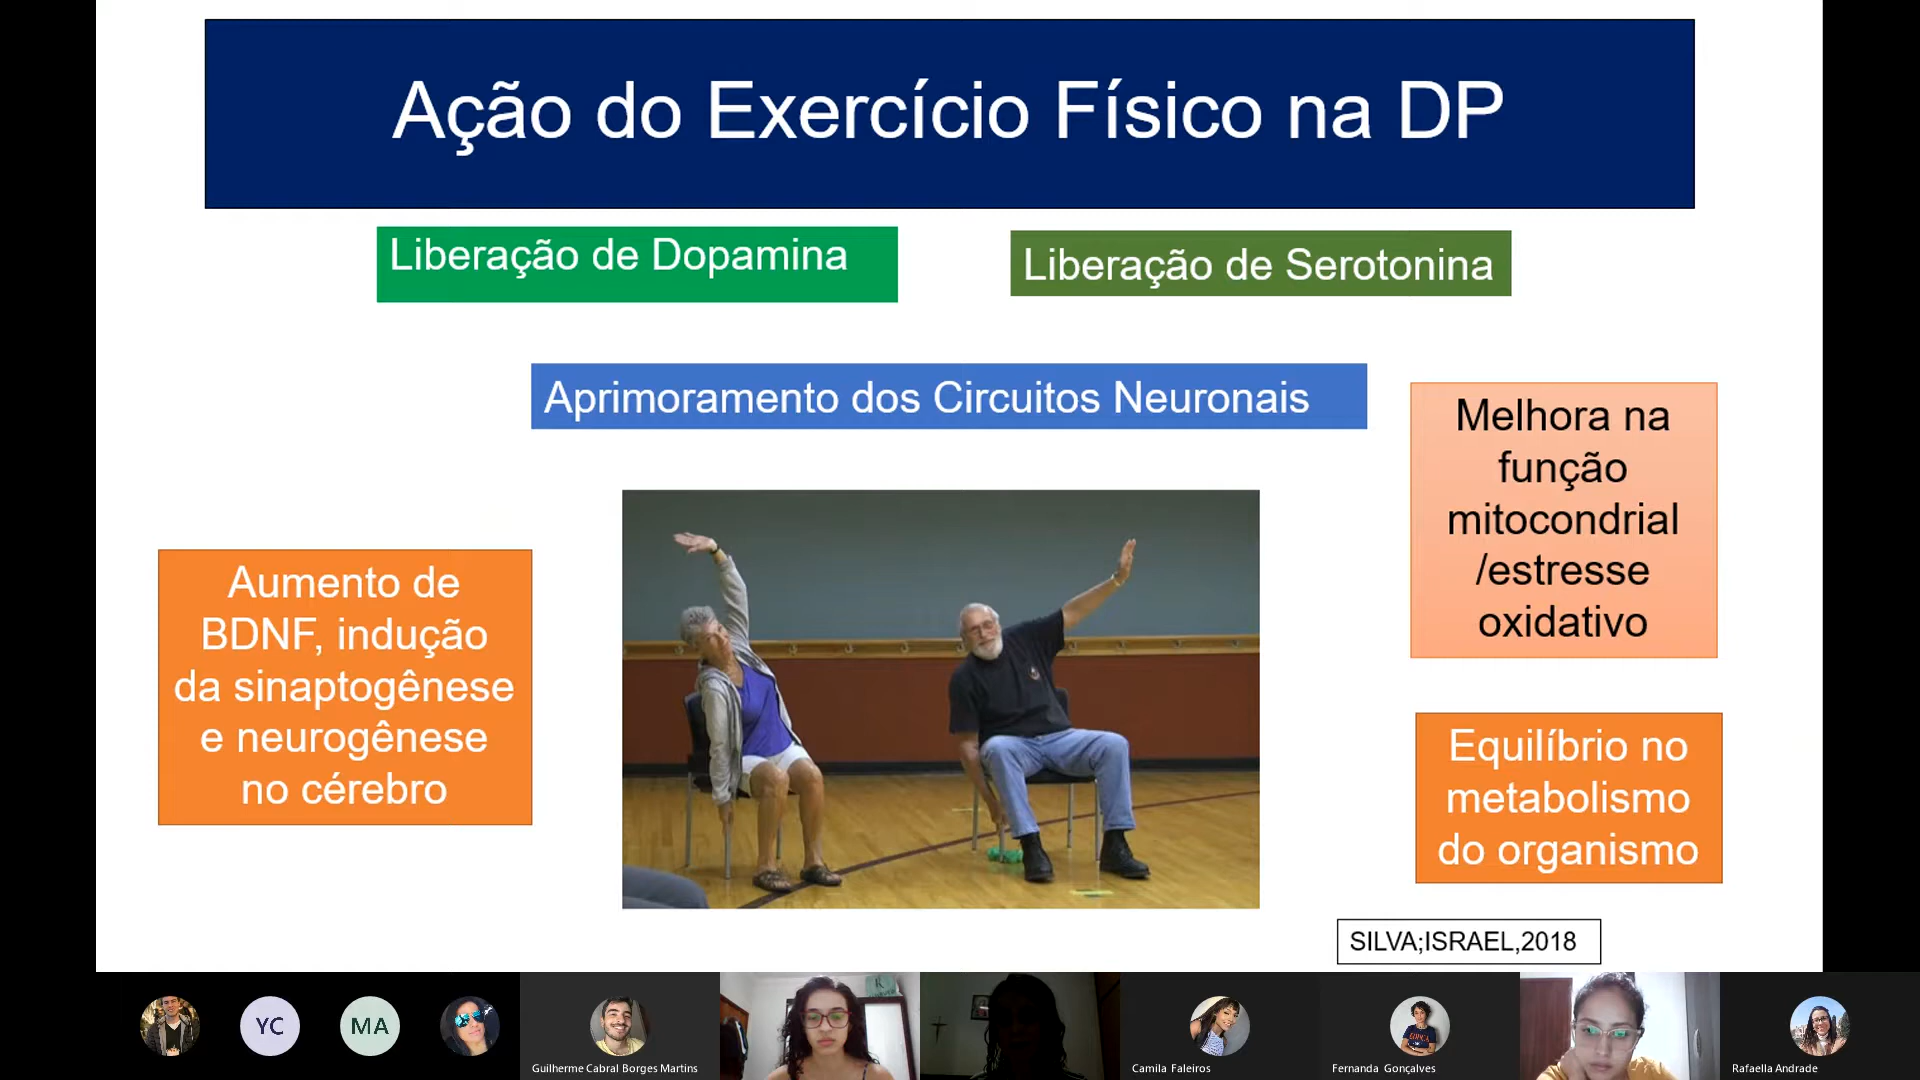 Ação do Exercício Físico na DP
Liberação de Dopamina
Liberação de Serotonina
Aprimoramento dos Circuitos Neuronais
Melhora na
função
mitocondrial
/estresse
oxidativo
Aumento de
BDNF, indução
da sinaptogênese
e neurogênese
no cérebro
Equilíbrio no
metabolismo
do organismo
SILVA;ISRAEL,2018
YC
MA
Guilherme Cabral Borges Martins
Camila Faleiros
Fernanda Gonçalves
Rafaella Andrade